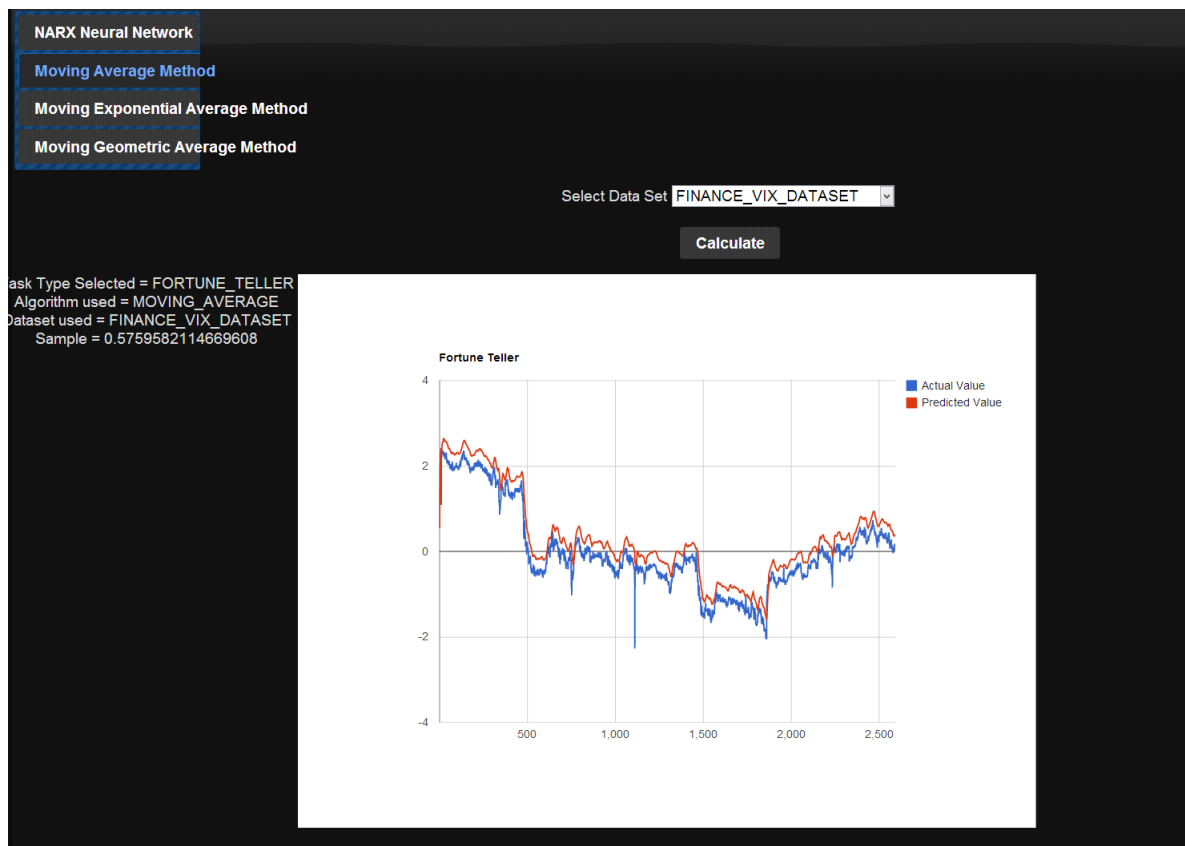 NARX Neural Network
Moving Average Method
Moving Exponential Average Method
Moving Geometric Average Method
Select Data Set FINANCE_VIX_DATASET
Calculate
ask Type Selected = FORTUNE_TELLER
Algorithm used = MOVING_AVERAGE
Dataset used = FINANCE_VIX_DATASET
Sample = 0.5759582114669608
Fortune Teller
4
2
0
-2
-4
500 1,000 1,500 2,000 2,500
Actual Value
Predicted Value